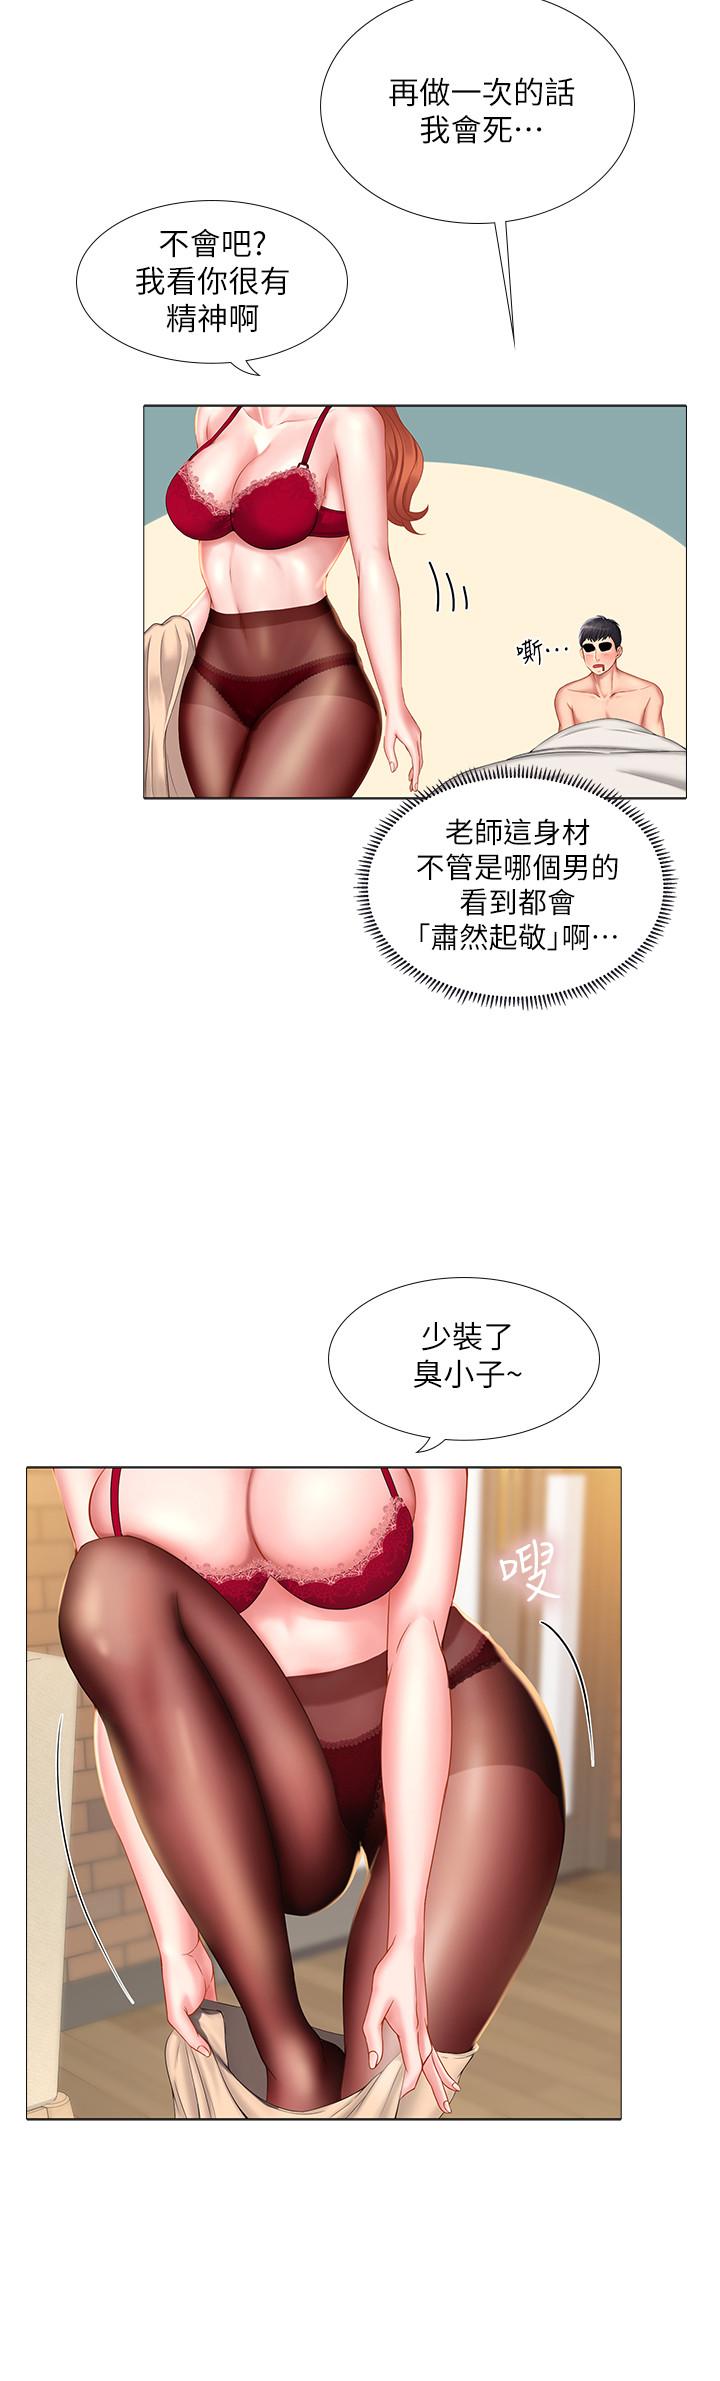 再做一次的話
我會死…
不會吧?
我看你很有
精神啊
嘶…
老師這身材
不管是哪個男的
看到都會
「肅然起敬」啊…
少裝了
臭小子~
嗖